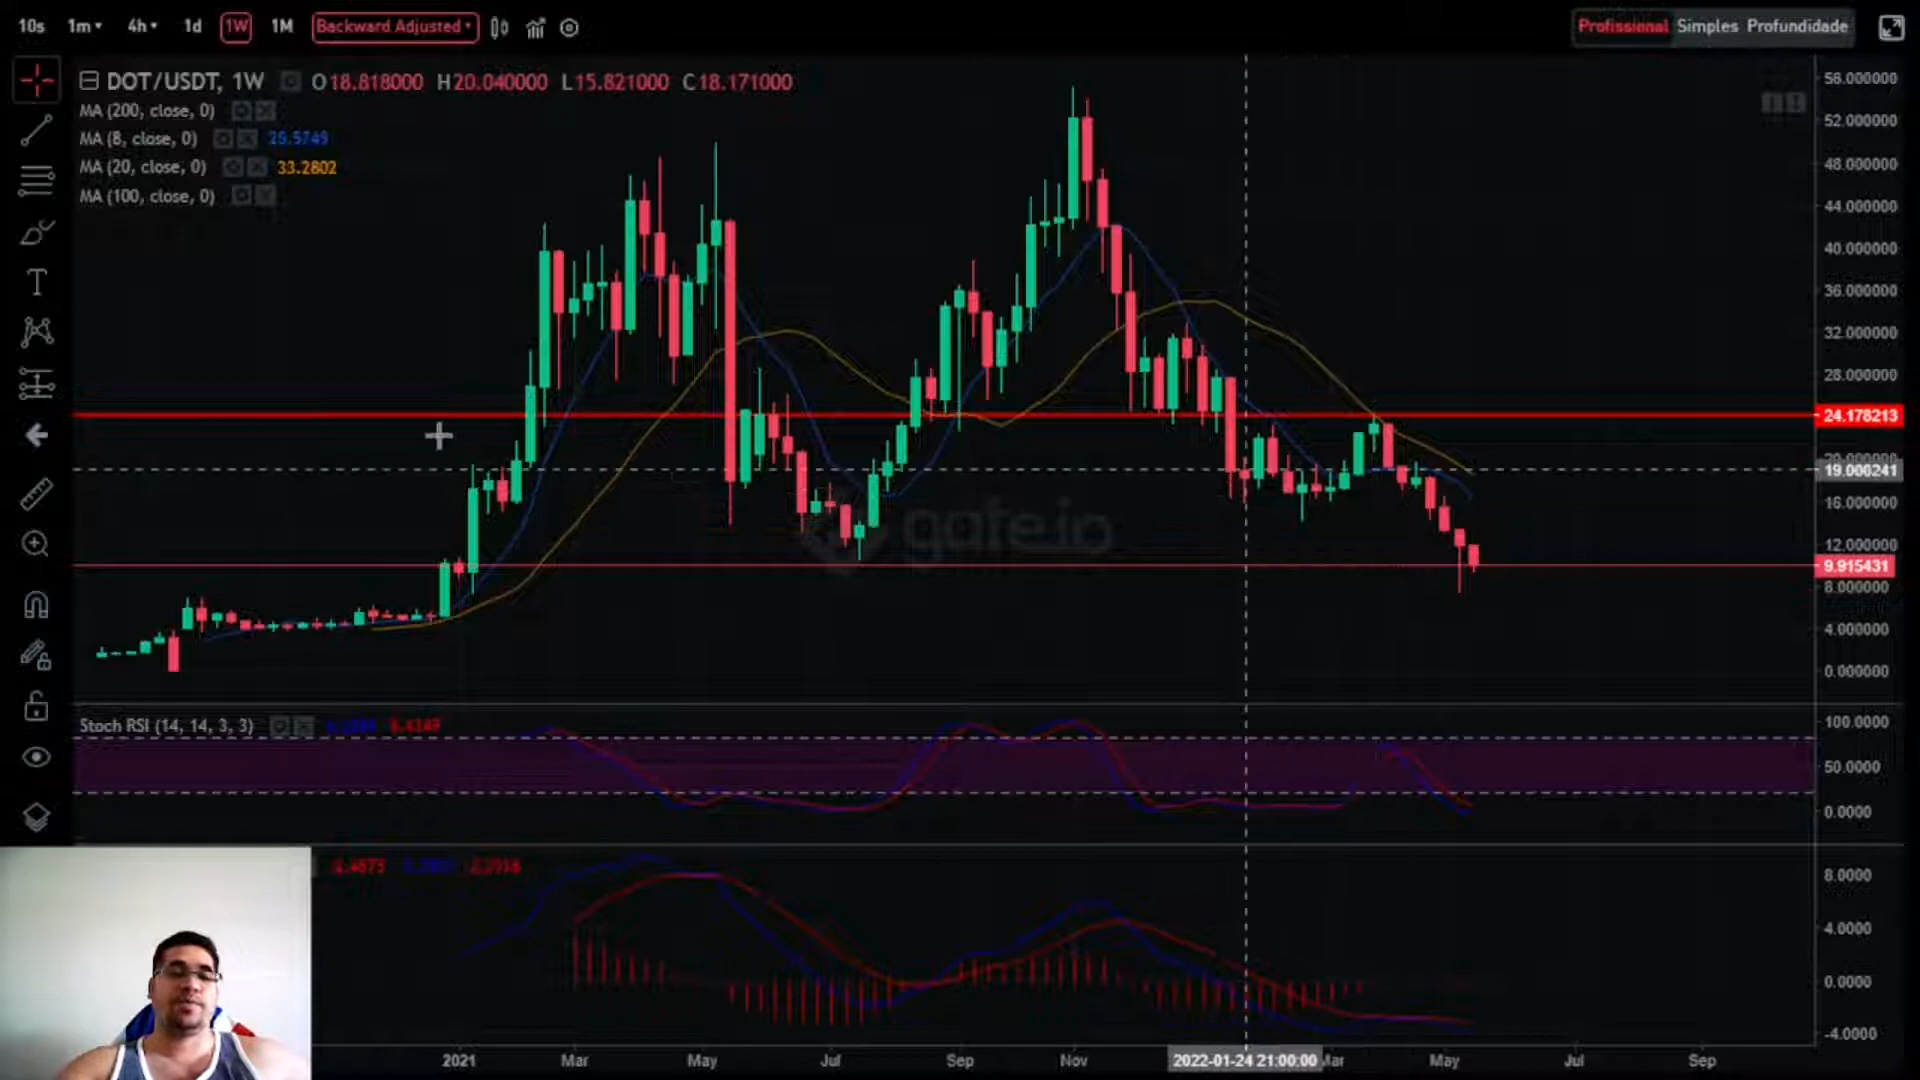 10s 1m 4h 1d 1W 1M Backward Adjusted Profissional Simples Profundidade
DOT/USDT, 1W O18.818000 H20.040000 L15.821000 C18.171000
MA (200, close, 0)
MA (8, close, 0) 25.5749
MA (20, close, 0) 33.2802
MA (100, close, 0)
56.000000
52.000000
48.000000
44.000000
40.000000
36.000000
32.000000
28.000000
24.178213
19.006241
16.000000
12.000000
9.915431
8.000000
4.000000
0.000000
gate.io
Stoch RSI (14, 14, 3, 3)
100.0000
50.0000
0.0000
8.0000
4.0000
0.0000
-4.0000
2021 Mar May Jul Sep Nov 2022-01-24 21:00:00 Mar May Jul Sep